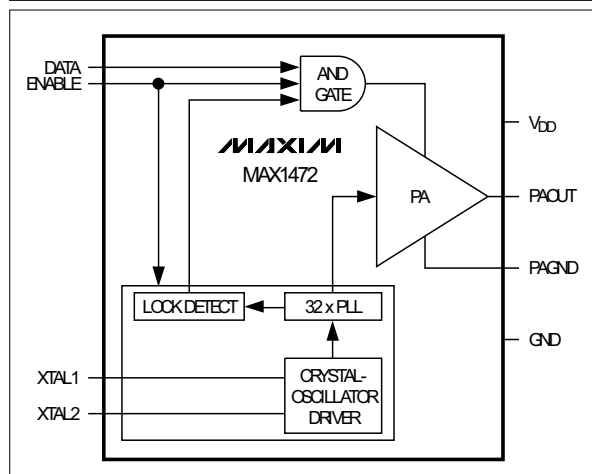 DATA
ENABLE
AND
GATE
VDD
MAXIM
MAX1472
PA
PAOUT
PAGND
LOCK DETECT
32 x PLL
GND
XTAL1
CRYSTAL-
OSCILLATOR
DRIVER
XTAL2